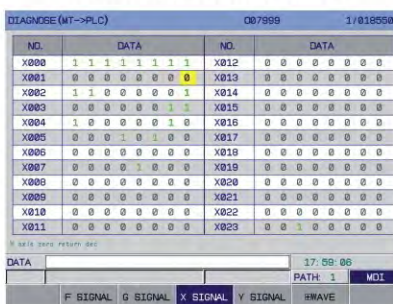 DIAGNOSE(MT->PLC) O07999 1/018550
NO. DATA NO. DATA
X000 1 1 1 1 1 1 1 1 X012 0 0 0 0 0 0 0 0
X001 0 0 0 0 0 0 0 0 X013 0 0 0 0 0 0 0 0
X002 1 1 0 0 0 0 0 1 X014 0 0 0 0 0 0 0 0
X003 0 0 0 0 0 0 1 1 X015 0 0 0 0 0 0 0 0
X004 1 0 0 0 0 0 1 0 X016 0 0 0 0 0 0 0 0
X005 0 0 0 1 0 1 0 0 X017 0 0 0 0 0 0 0 0
X006 0 0 0 0 0 0 0 0 X018 0 0 0 0 0 0 0 0
X007 0 0 0 0 1 0 0 0 X019 0 0 0 0 0 0 0 0
X008 0 0 0 0 0 0 0 0 X020 0 0 0 0 0 0 0 0
X009 0 0 0 0 0 0 0 0 X021 0 0 0 0 0 0 0 0
X010 0 0 0 0 0 0 0 0 X022 0 0 0 0 0 0 0 0
X011 0 0 0 0 0 0 0 0 X023 0 0 1 0 0 0 0 0
zero return dec
DATA 17:59:06
PATH: 1 MDI
F SIGNAL G SIGNAL X SIGNAL Y SIGNAL WAVE